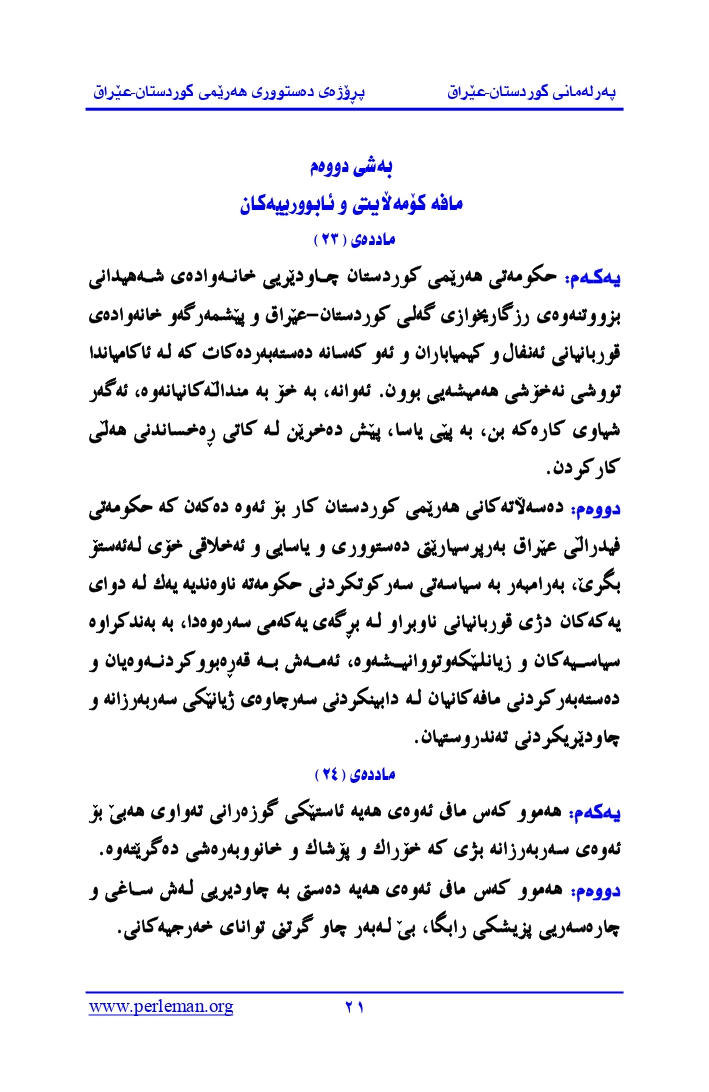 پەرلەمانی کوردستان-عێراق پڕۆژەی دەستووری هەرێمی کوردستان-عێراق
بەشی دووەم
مافە کۆمەڵایتی و ئابوورییەکان
ماددەی (٢٣)
یەکەم: حکومەتی هەرێمی کوردستان چاودێریی خانەوادەی شەهیدانی
بزووتنەوەی رزگاریخوازی گەلی کوردستان–عێراق و پێشمەرگەو خانەوادەی
قوربانیانی ئەنفال و کیمیاباران و ئەو کەسانە دەستەبەردەکات کە لە ئاکامیاندا
تووشی نەخۆشی هەمیشەیی بوون. ئەوانە، بە خۆ بە منداڵەکانیانەوە، ئەگەر
شیاوی کارەکە بن، بە پێی یاسا، پێش دەخرێن لە کاتی ڕەخساندنی هەلی
کارکردن.
دووەم: دەسەڵاتەکانی هەرێمی کوردستان کار بۆ ئەوە دەکەن کە حکومەتی
فیدراڵی عێراق بەرپرسیارێتی دەستووری و یاسایی و ئەخلاقی خۆی لەئەستۆ
بگرێ، بەرامبەر بە سیاسەتی سەرکوتکردنی حکومەتە ناوەندیە یەک لە دوای
یەکەکان دژی قوربانیانی ناوبراو لە بڕگەی یەکەمی سەرەوەدا، بە بەندکراوە
سیاسیەکان و زیانلێکەوتووانیشەوە، ئەمەش بە قەرەبووکردنەوەیان و
دەستەبەرکردنی مافەکانیان لە دابینکردنی سەرچاوەی ژیانێکی سەربەرزانە و
چاودێریکردنی تەندروستیان.
ماددەی (٢٤)
یەکەم: هەموو کەس مافی ئەوەی هەیە ئاستێکی گوزەرانی تەواوی هەبێ بۆ
ئەوەی سەربەرزانە بژی کە خۆراک و پۆشاک و خانووبەرەشی دەگرێتەوە.
دووەم: هەموو کەس مافی ئەوەی هەیە دەستی بە چاودیریی لەش ساغی و
چارەسەریی پزیشکی رابگا، بێ لەبەر چاو گرتنی توانای خەرجیەکانی.
www.perleman.org ٢١